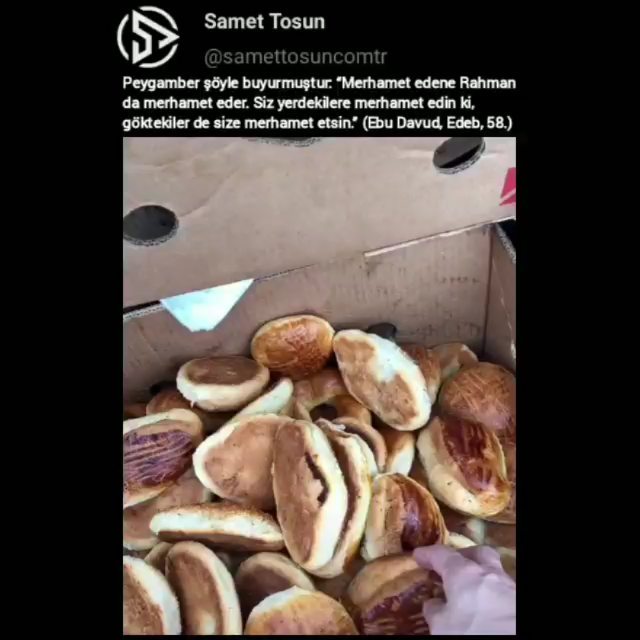 Samet Tosun
@samettosuncomtr
Peygamber şöyle buyurmuştur: “Merhamet edene Rahman
da merhamet eder. Siz yerdekilere merhamet edin ki,
göktekiler de size merhamet etsin.” (Ebu Davud, Edeb, 58.)